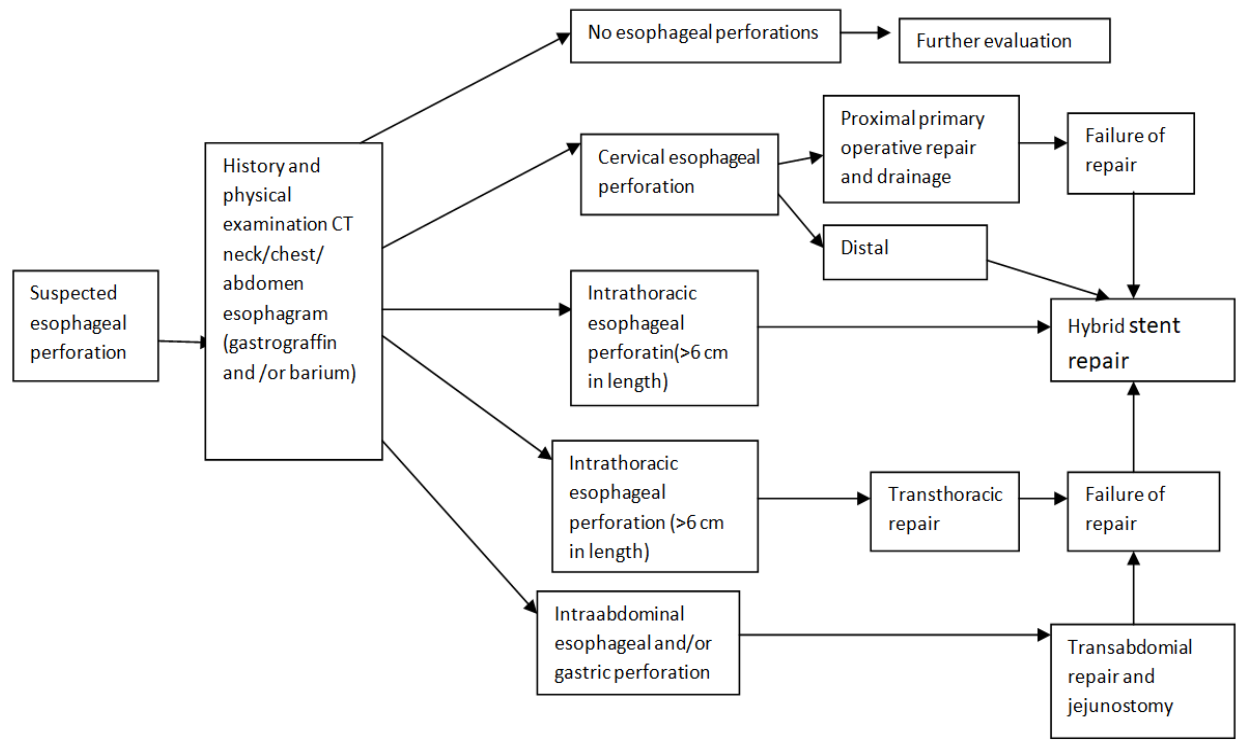 No esophageal perforations
Further evaluation
Proximal primary
operative repair
and drainage
Failure of
repair
History and
physical
examination CT
neck/chest/
abdomen
esophagram
(gastrograffin
and /or barium)
Cervical esophageal
perforation
Distal
Suspected
esophageal
perforation
Intrathoracic
esophageal
perforatin(>6 cm
in length)
Hybrid stent
repair
Intrathoracic
esophageal
perforation (>6 cm
in length)
Transthoracic
repair
Failure of
repair
Intraabdominal
esophageal and/or
gastric perforation
Transabdomial
repair and
jejunostomy